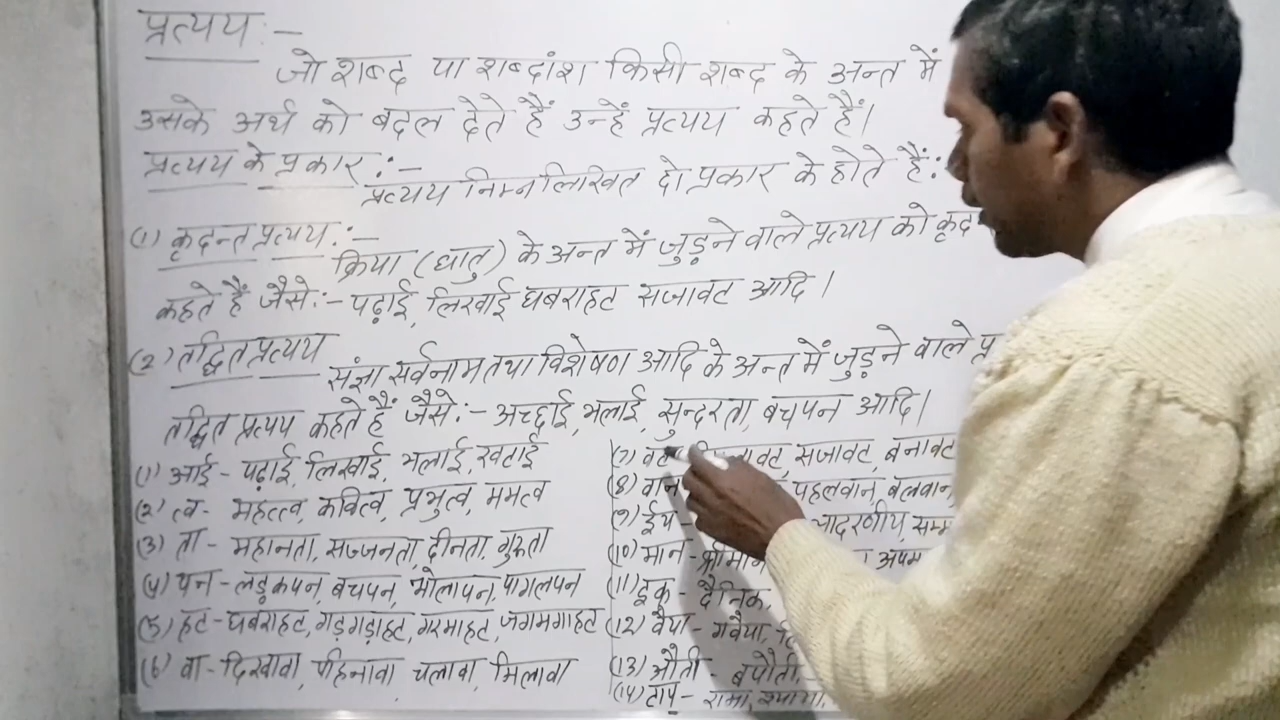 प्रत्यय :-
जो शब्द या शब्दांश किसी शब्द के अन्त में
उसके अर्थ को बदल देते हैं उन्हें प्रत्यय कहते हैं।
प्रत्यय के प्रकार :-
प्रत्यय निम्नलिखित दो प्रकार के होते हैं:
(1) कृदन्त प्रत्यय :-
क्रिया (धातु) के अन्त में जुड़ने वाले प्रत्यय को कृद
कहते हैं जैसे:- पढ़ाई, लिखाई घबराहट सजावट आदि।
(2) तद्धित प्रत्यय
संज्ञा सर्वनाम तथा विशेषण आदि के अन्त में जुड़ने वाले प्र
तद्धित प्रत्यय कहते हैं जैसे:- अच्छाई, भलाई, सुन्दरता, बचपन आदि।
(1) आई - पढ़ाई, लिखाई, भलाई, खटाई
(2) त्व - महत्त्व, कवित्व, प्रभुत्व, ममत्व
(3) ता - महानता, सज्जनता, दीनता, गुरुता
(4) पन - लड़कपन, बचपन, भोलापन, पागलपन
(5) हट - घबराहट, गड़गड़ाहट, गरमाहट, जगमगाहट
(6) वा - दिखावा, पहिनावा, चलावा, मिलावा
(7) वट सजावट, बनावट
(8) वान पहलवान, बलवान,
(9) ईय - आदरणीय, सम्म
(10) मान - श्रीमान अपम
(11) इक - दैनिक,
(12) वैया - गवैया,
(13) औती - बपौती,
(14) टाप् - रामा, श्यामा,